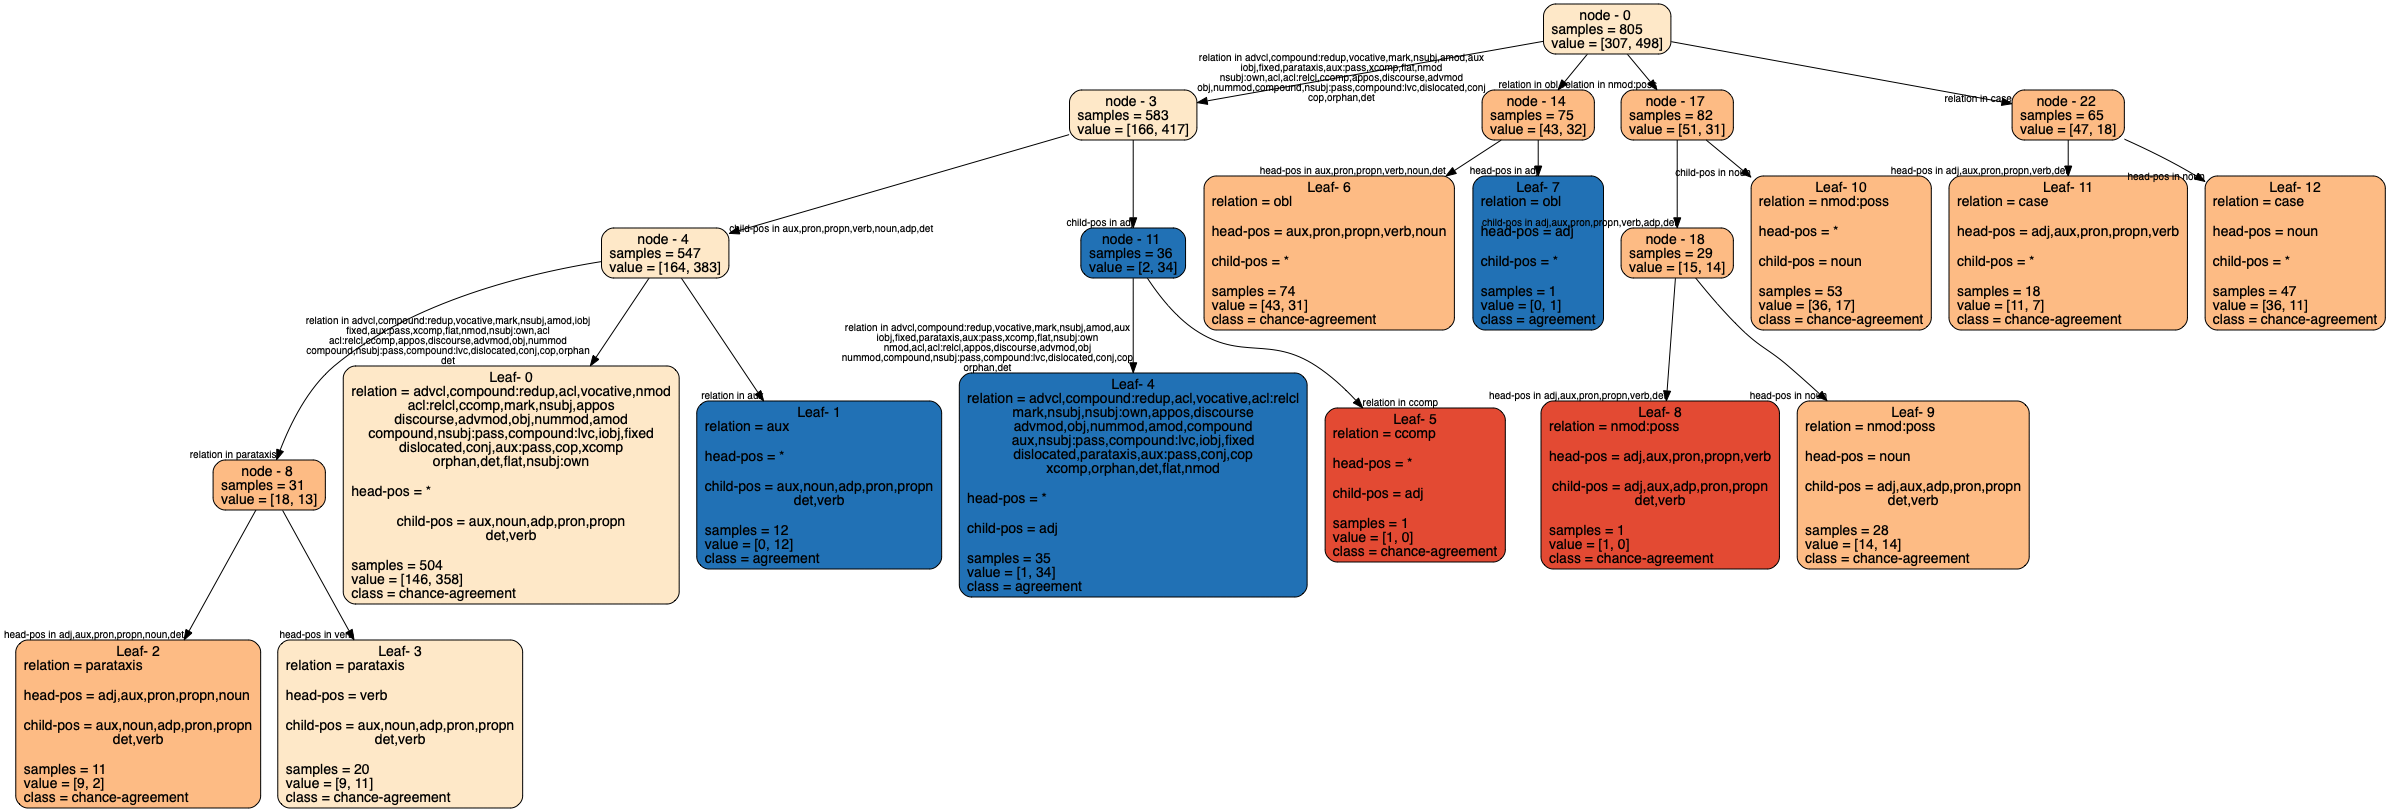 node - 0
samples = 805
value = [307, 498]
relation in advcl,compound:redup,vocative,mark,nsubj,amod,aux
iobj,fixed,parataxis,aux:pass,xcomp,flat,nmod
nsubj:own,acl,acl:relcl,ccomp,appos,discourse,advmod
obj,nummod,compound,nsubj:pass,compound:lvc,dislocated,conj
cop,orphan,det
relation in obl
relation in nmod:poss
relation in case
node - 3
samples = 583
value = [166, 417]
node - 14
samples = 75
value = [43, 32]
node - 17
samples = 82
value = [51, 31]
node - 22
samples = 65
value = [47, 18]
head-pos in aux,pron,propn,verb,noun,det
head-pos in adj
child-pos in noun
head-pos in adj,aux,pron,propn,verb,det
head-pos in noun
Leaf- 6
relation = obl
head-pos = aux,pron,propn,verb,noun
child-pos = *
samples = 74
value = [43, 31]
class = chance-agreement
Leaf- 7
relation = obl
head-pos = adj
child-pos = *
samples = 1
value = [0, 1]
class = agreement
Leaf- 10
relation = nmod:poss
head-pos = *
child-pos = noun
samples = 53
value = [36, 17]
class = chance-agreement
Leaf- 11
relation = case
head-pos = adj,aux,pron,propn,verb
child-pos = *
samples = 18
value = [11, 7]
class = chance-agreement
Leaf- 12
relation = case
head-pos = noun
child-pos = *
samples = 47
value = [36, 11]
class = chance-agreement
child-pos in aux,pron,propn,verb,noun,adp,det
child-pos in adj
child-pos in adj,aux,pron,propn,verb,adp,det
node - 4
samples = 547
value = [164, 383]
node - 11
samples = 36
value = [2, 34]
node - 18
samples = 29
value = [15, 14]
relation in advcl,compound:redup,vocative,mark,nsubj,amod,iobj
fixed,aux:pass,xcomp,flat,nmod,nsubj:own,acl
acl:relcl,ccomp,appos,discourse,advmod,obj,nummod
compound,nsubj:pass,compound:lvc,dislocated,conj,cop,orphan
det
relation in aux
relation in advcl,compound:redup,vocative,mark,nsubj,amod,aux
iobj,fixed,parataxis,aux:pass,xcomp,flat,nsubj:own
nmod,acl,acl:relcl,appos,discourse,advmod,obj
nummod,compound,nsubj:pass,compound:lvc,dislocated,conj,cop
orphan,det
relation in ccomp
head-pos in adj,aux,pron,propn,verb,det
head-pos in noun
relation in parataxis
node - 8
samples = 31
value = [18, 13]
Leaf- 0
relation = advcl,compound:redup,acl,vocative,nmod
acl:relcl,ccomp,mark,nsubj,appos
discourse,advmod,obj,nummod,amod
compound,nsubj:pass,compound:lvc,iobj,fixed
dislocated,conj,aux:pass,cop,xcomp
orphan,det,flat,nsubj:own
head-pos = *
child-pos = aux,noun,adp,pron,propn
det,verb
samples = 504
value = [146, 358]
class = chance-agreement
Leaf- 1
relation = aux
head-pos = *
child-pos = aux,noun,adp,pron,propn
det,verb
samples = 12
value = [0, 12]
class = agreement
Leaf- 4
relation = advcl,compound:redup,acl,vocative,acl:relcl
mark,nsubj,nsubj:own,appos,discourse
advmod,obj,nummod,amod,compound
aux,nsubj:pass,compound:lvc,iobj,fixed
dislocated,parataxis,aux:pass,conj,cop
xcomp,orphan,det,flat,nmod
head-pos = *
child-pos = adj
samples = 35
value = [1, 34]
class = agreement
Leaf- 5
relation = ccomp
head-pos = *
child-pos = adj
samples = 1
value = [1, 0]
class = chance-agreement
Leaf- 8
relation = nmod:poss
head-pos = adj,aux,pron,propn,verb
child-pos = adj,aux,adp,pron,propn
det,verb
samples = 1
value = [1, 0]
class = chance-agreement
Leaf- 9
relation = nmod:poss
head-pos = noun
child-pos = adj,aux,adp,pron,propn
det,verb
samples = 28
value = [14, 14]
class = chance-agreement
head-pos in adj,aux,pron,propn,noun,det
head-pos in verb
Leaf- 2
relation = parataxis
head-pos = adj,aux,pron,propn,noun
child-pos = aux,noun,adp,pron,propn
det,verb
samples = 11
value = [9, 2]
class = chance-agreement
Leaf- 3
relation = parataxis
head-pos = verb
child-pos = aux,noun,adp,pron,propn
det,verb
samples = 20
value = [9, 11]
class = chance-agreement